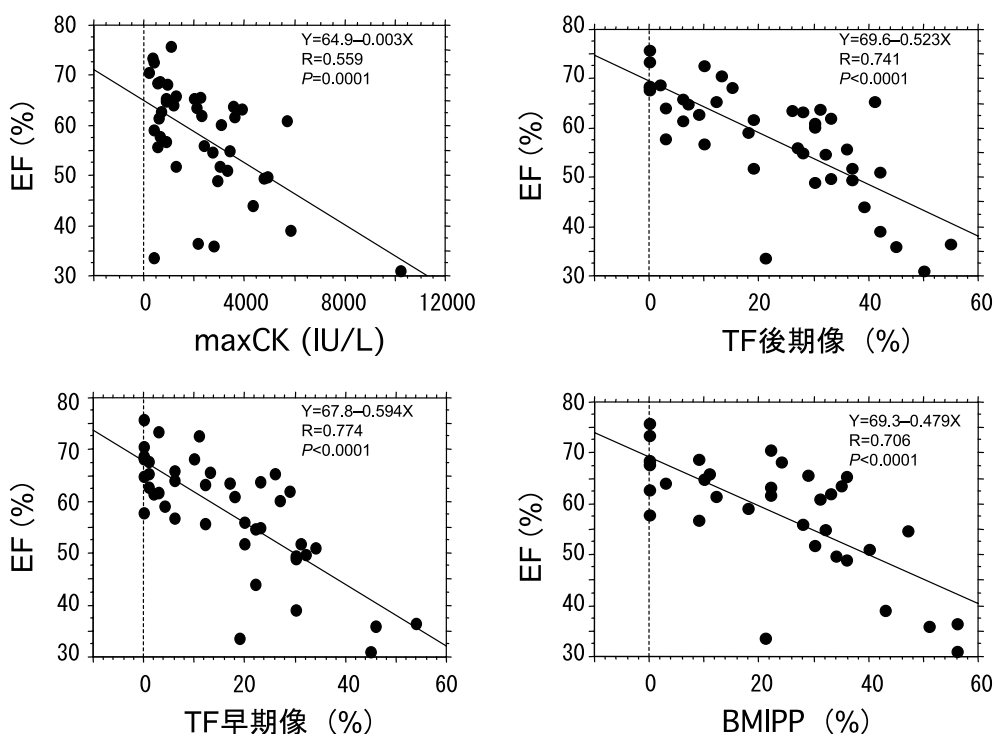 80
70
60
50
40
30
EF (%)
Y=64.9–0.003X
R=0.559
P=0.0001
0
4000
8000
12000
maxCK (IU/L)
80
70
60
50
40
30
EF (%)
Y=69.6–0.523X
R=0.741
P<0.0001
0
20
40
60
TF後期像 (%)
80
70
60
50
40
30
EF (%)
Y=67.8–0.594X
R=0.774
P<0.0001
0
20
40
60
TF早期像 (%)
80
70
60
50
40
30
EF (%)
Y=69.3–0.479X
R=0.706
P<0.0001
0
20
40
60
BMIPP (%)